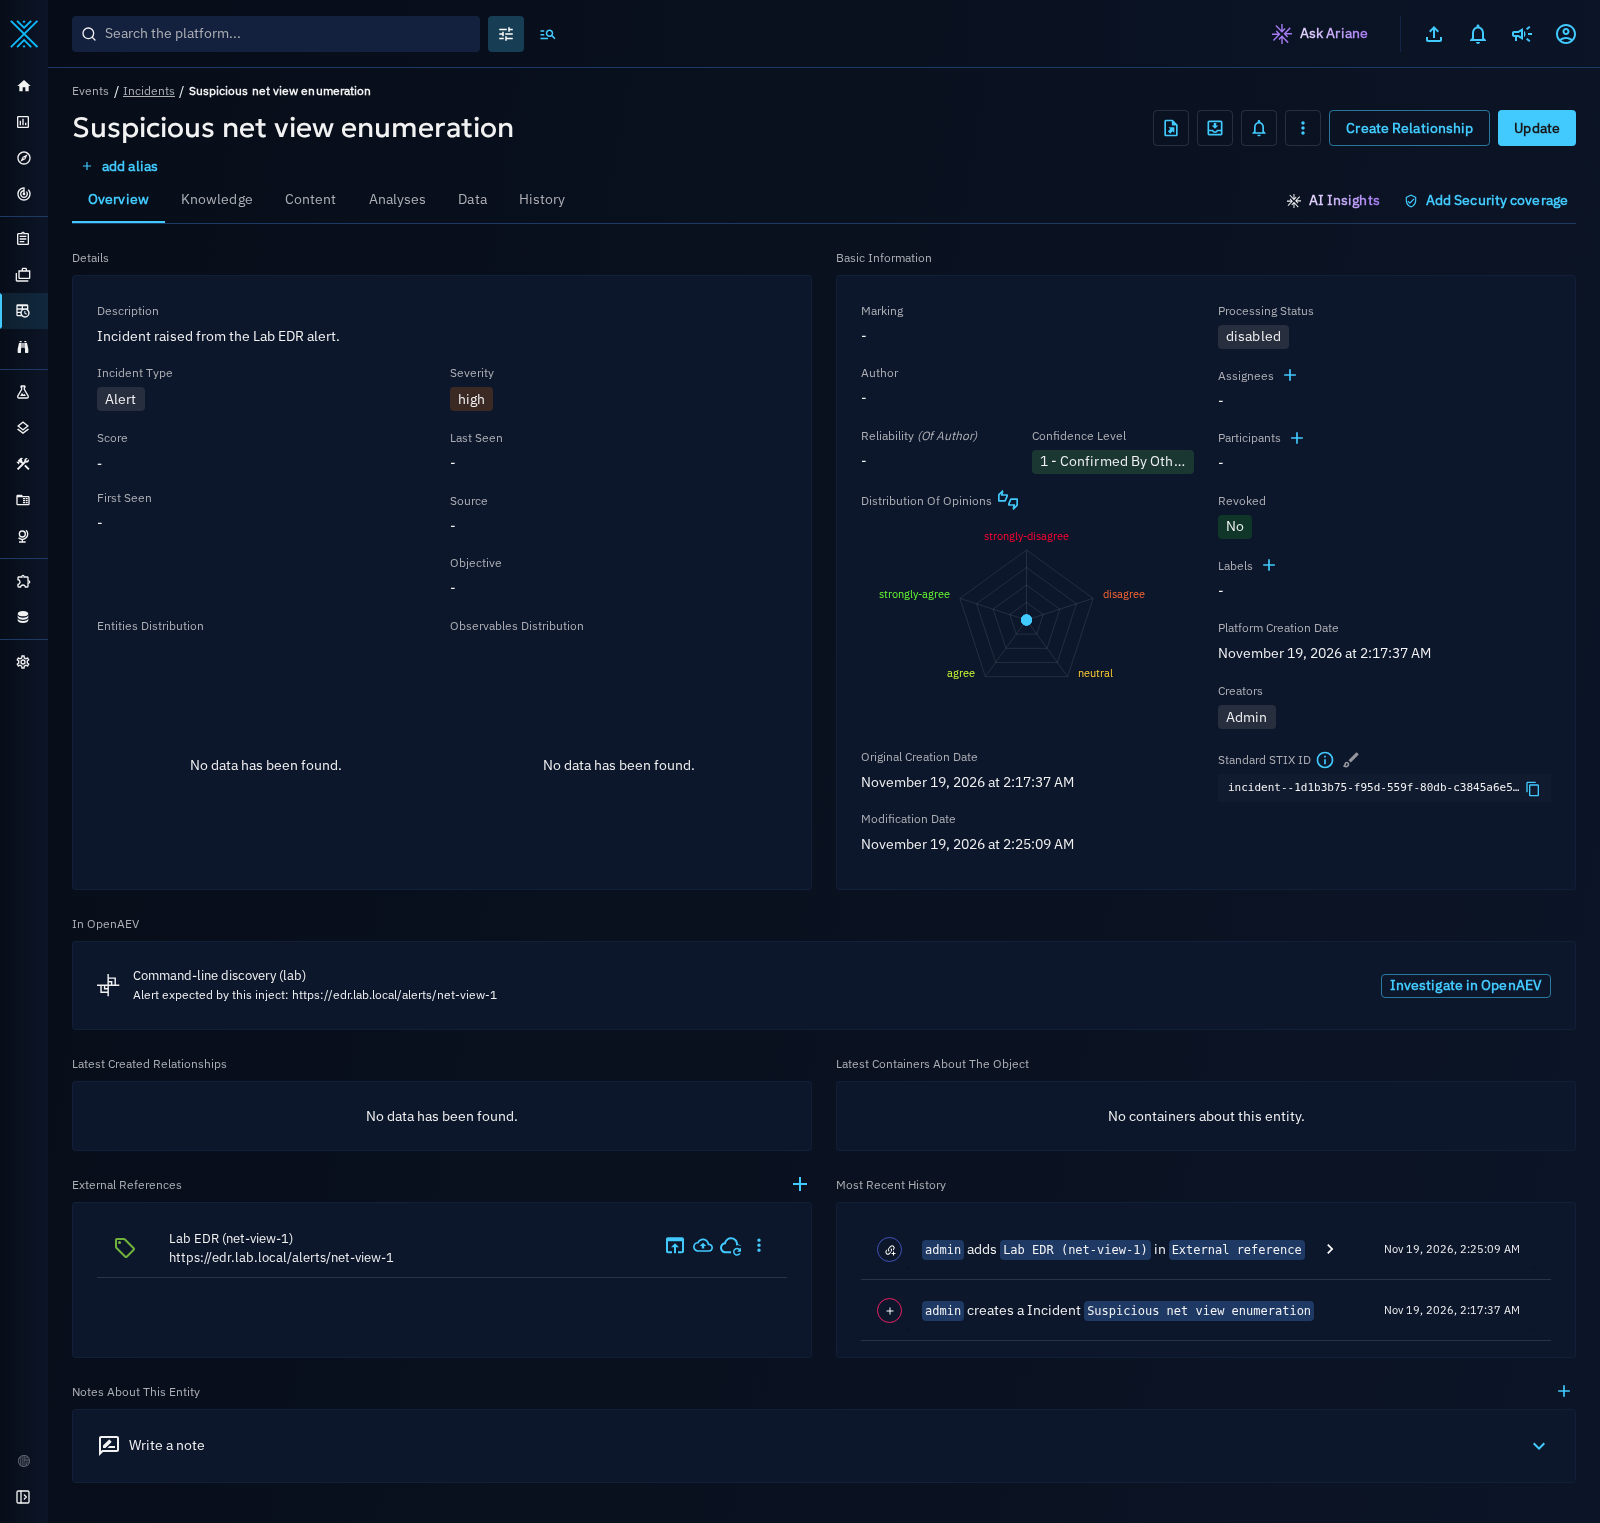 Search the platform...
Ask Ariane
Events / Incidents / Suspicious net view enumeration
Suspicious net view enumeration
Create Relationship
Update
+ add alias
Overview
Knowledge
Content
Analyses
Data
History
AI Insights
Add Security coverage
Details
Description
Incident raised from the Lab EDR alert.
Incident Type
Alert
Severity
high
Score
-
Last Seen
-
First Seen
-
Source
-
Objective
-
Entities Distribution
No data has been found.
Observables Distribution
No data has been found.
Basic Information
Marking
-
Processing Status
disabled
Author
-
Assignees
-
Reliability (Of Author)
-
Confidence Level
1 - Confirmed By Oth...
Participants
-
Distribution Of Opinions
strongly-disagree
disagree
neutral
agree
strongly-agree
Revoked
No
Labels
-
Platform Creation Date
November 19, 2026 at 2:17:37 AM
Creators
Admin
Original Creation Date
November 19, 2026 at 2:17:37 AM
Standard STIX ID
incident--1d1b3b75-f95d-559f-80db-c3845a6e5…
Modification Date
November 19, 2026 at 2:25:09 AM
In OpenAEV
Command-line discovery (lab)
Alert expected by this inject: https://edr.lab.local/alerts/net-view-1
Investigate in OpenAEV
Latest Created Relationships
No data has been found.
Latest Containers About The Object
No containers about this entity.
External References
Lab EDR (net-view-1)
https://edr.lab.local/alerts/net-view-1
Most Recent History
admin adds Lab EDR (net-view-1) in External reference
Nov 19, 2026, 2:25:09 AM
admin creates a Incident Suspicious net view enumeration
Nov 19, 2026, 2:17:37 AM
Notes About This Entity
Write a note